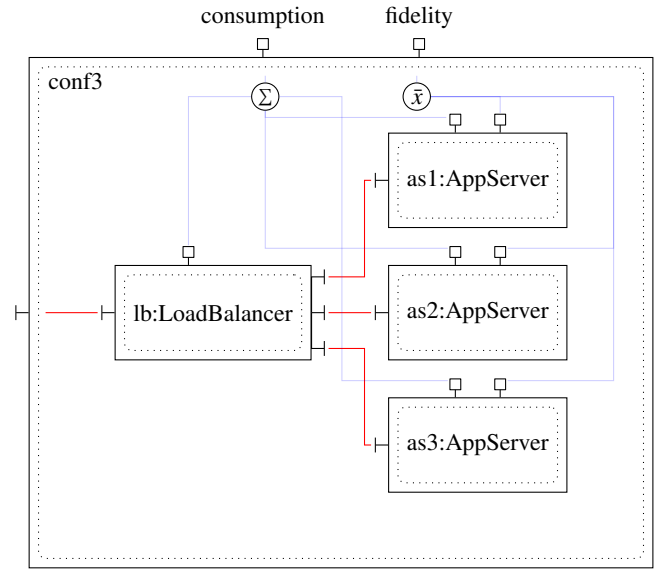 consumption
fidelity
conf3
Σ
x̄
as1:AppServer
lb:LoadBalancer
as2:AppServer
as3:AppServer